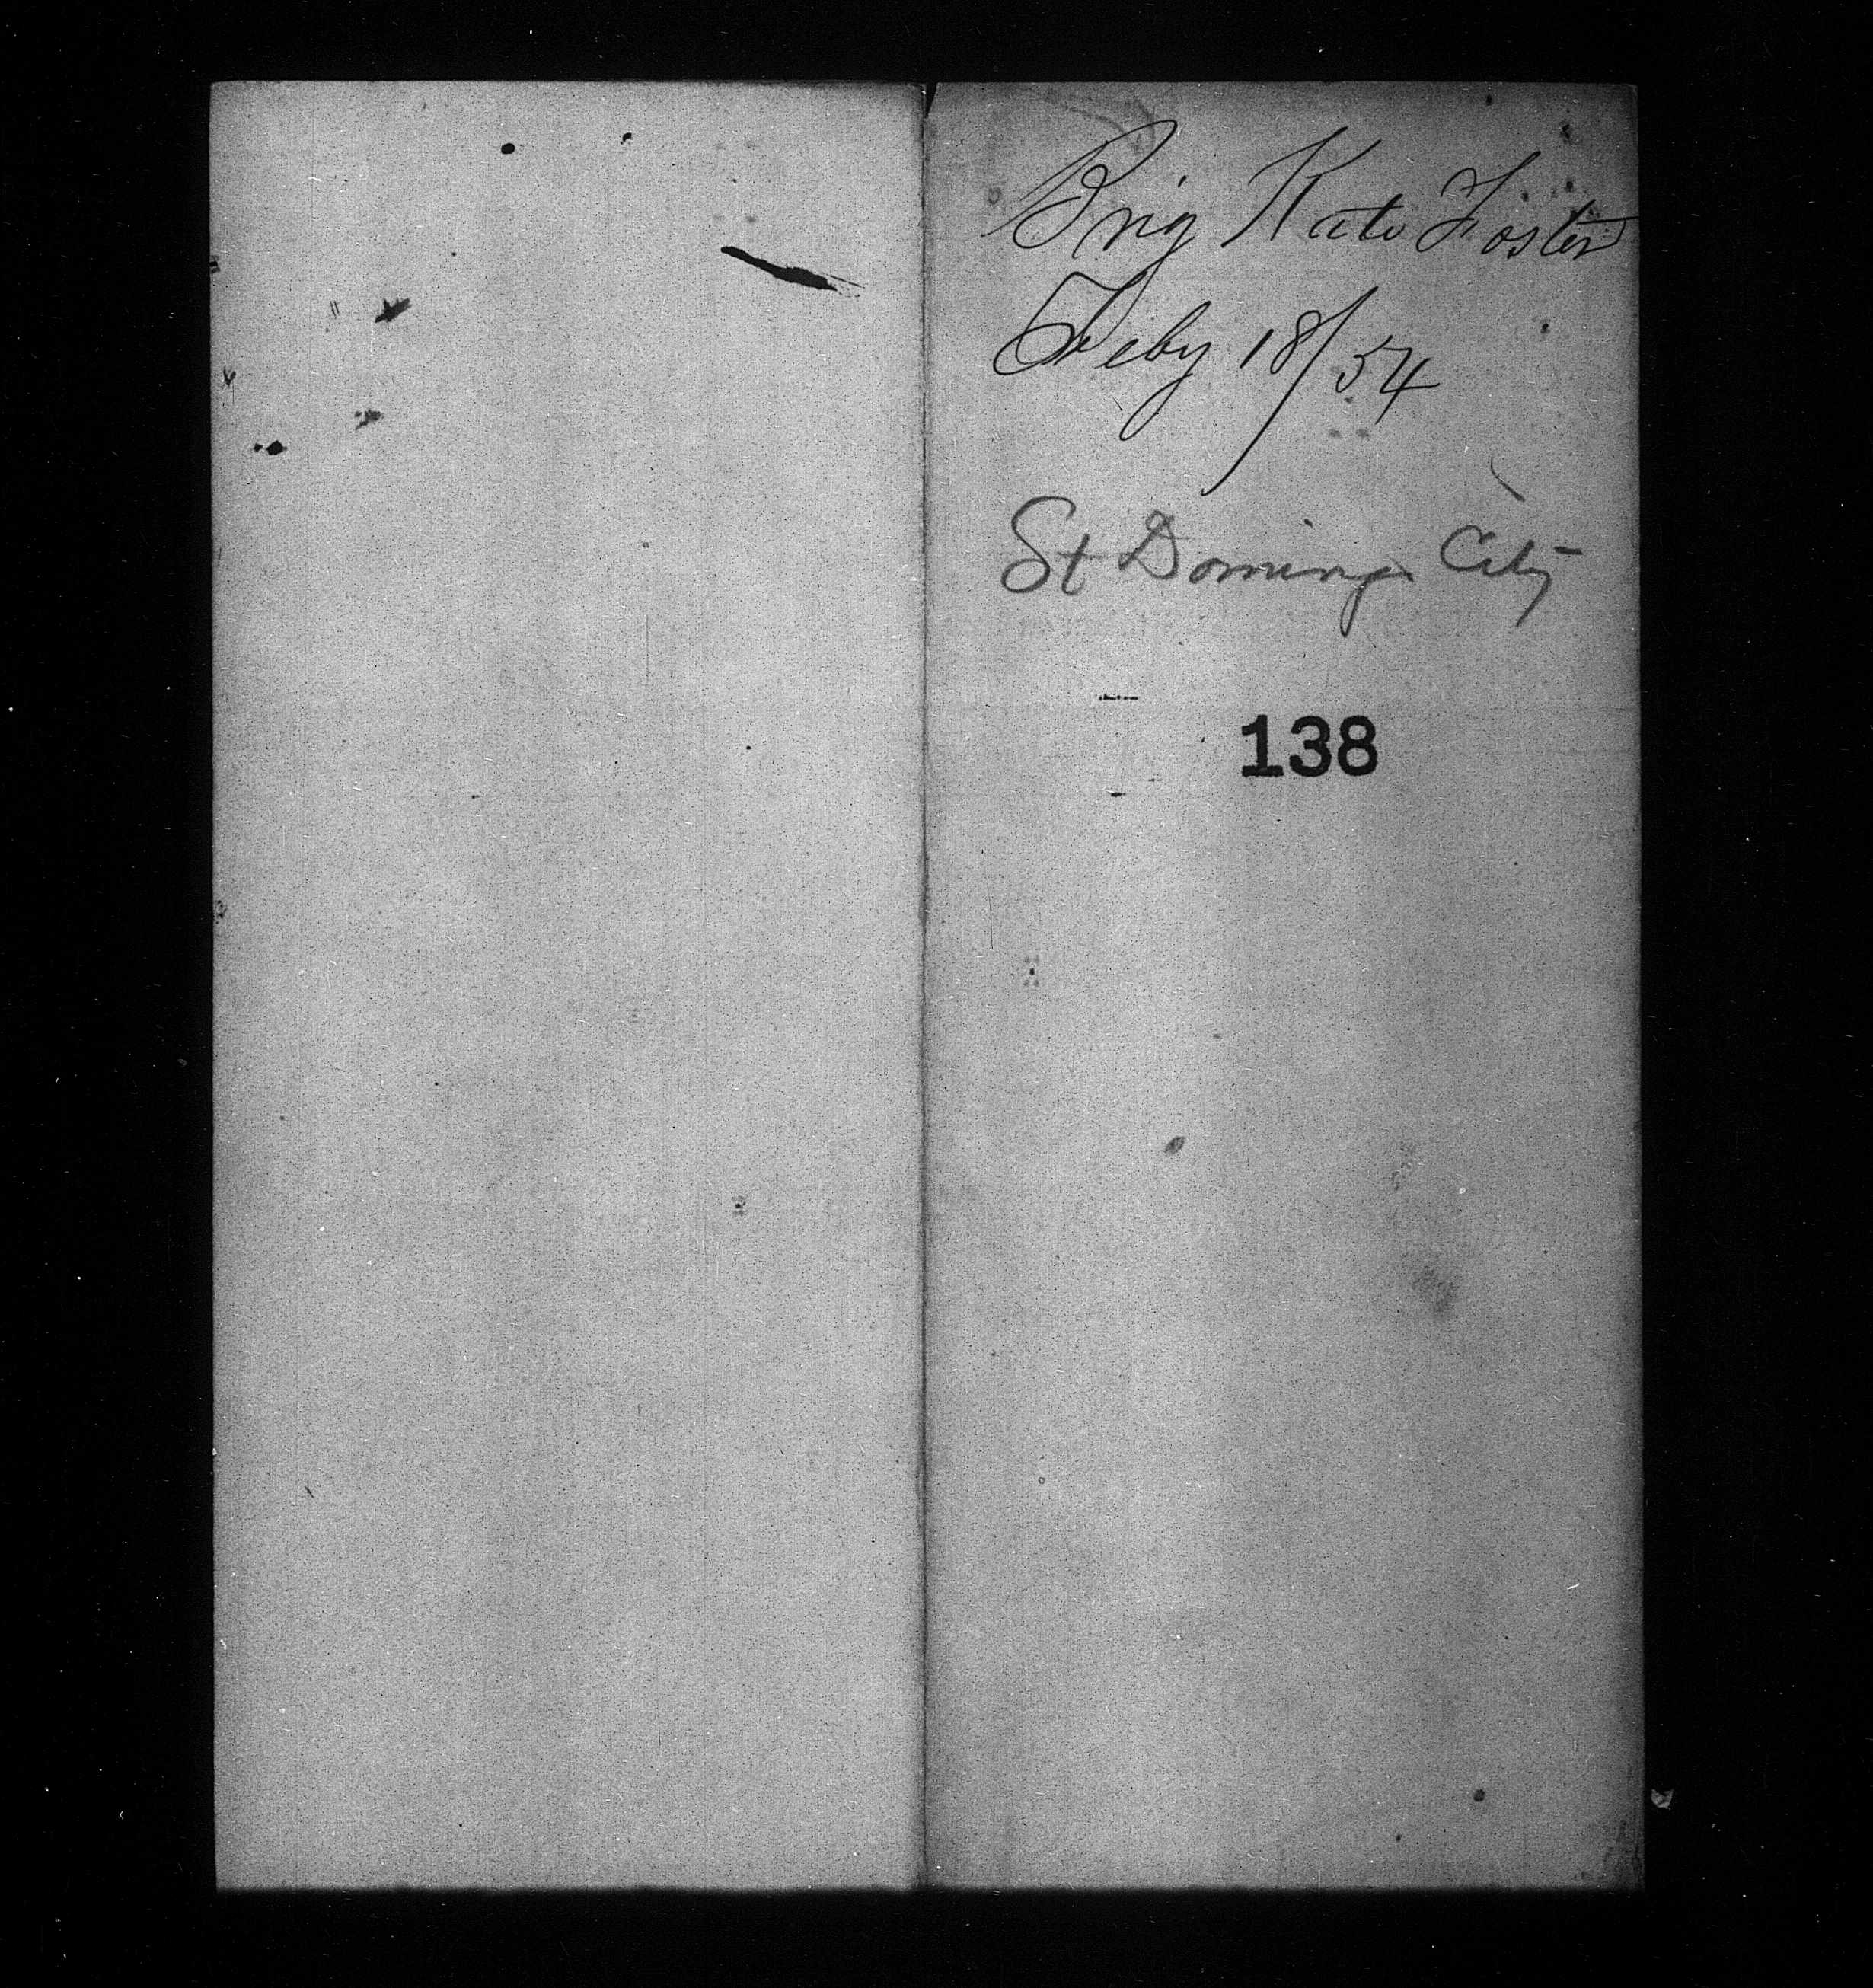 Brig Kate Foster
Feby 18/54
St Domingo City
138